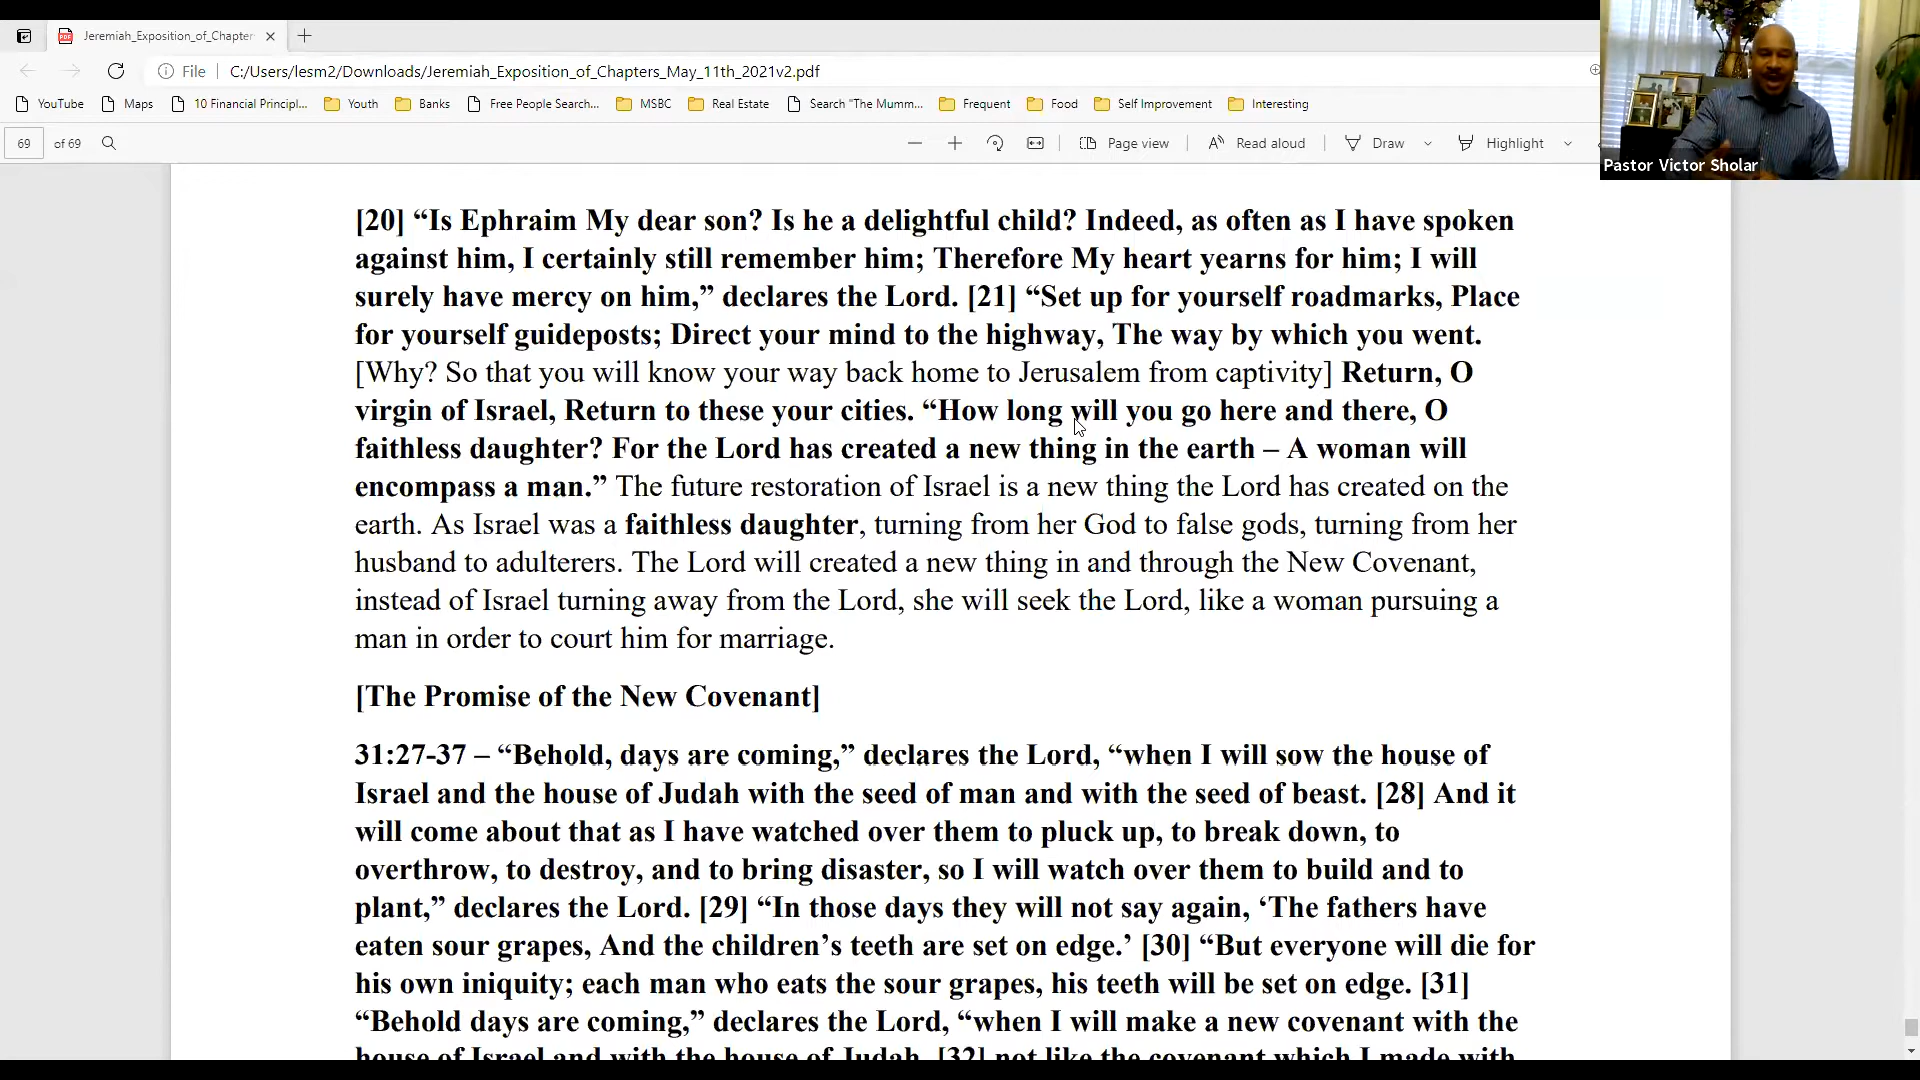 Jeremiah_Exposition_of_Chapter
File
C:/Users/lesm2/Downloads/Jeremiah_Exposition_of_Chapters_May_11th_2021v2.pdf
YouTube Maps 10 Financial Principl... Youth Banks Free People Search... MSBC Real Estate Search "The Mumm... Frequent Food Self Improvement Interesting
69 of 69 Page view Read aloud Draw Highlight
Pastor Victor Sholar
[20] “Is Ephraim My dear son? Is he a delightful child? Indeed, as often as I have spoken
against him, I certainly still remember him; Therefore My heart yearns for him; I will
surely have mercy on him,” declares the Lord. [21] “Set up for yourself roadmarks, Place
for yourself guideposts; Direct your mind to the highway, The way by which you went.
[Why? So that you will know your way back home to Jerusalem from captivity] Return, O
virgin of Israel, Return to these your cities. “How long will you go here and there, O
faithless daughter? For the Lord has created a new thing in the earth – A woman will
encompass a man.” The future restoration of Israel is a new thing the Lord has created on the
earth. As Israel was a faithless daughter, turning from her God to false gods, turning from her
husband to adulterers. The Lord will created a new thing in and through the New Covenant,
instead of Israel turning away from the Lord, she will seek the Lord, like a woman pursuing a
man in order to court him for marriage.
[The Promise of the New Covenant]
31:27-37 – “Behold, days are coming,” declares the Lord, “when I will sow the house of
Israel and the house of Judah with the seed of man and with the seed of beast. [28] And it
will come about that as I have watched over them to pluck up, to break down, to
overthrow, to destroy, and to bring disaster, so I will watch over them to build and to
plant,” declares the Lord. [29] “In those days they will not say again, ‘The fathers have
eaten sour grapes, And the children’s teeth are set on edge.’ [30] “But everyone will die for
his own iniquity; each man who eats the sour grapes, his teeth will be set on edge. [31]
“Behold days are coming,” declares the Lord, “when I will make a new covenant with the
house of Israel and with the house of Judah, [32] not like the covenant which I made with